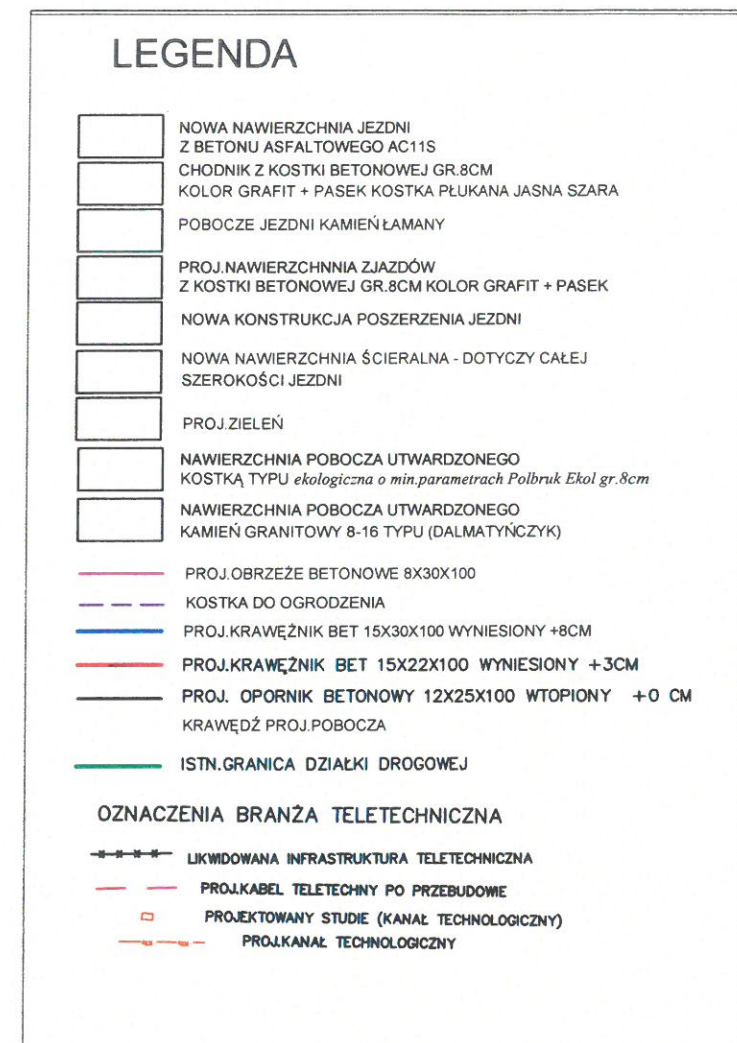 LEGENDA
NOWA NAWIERZCHNIA JEZDNI
Z BETONU ASFALTOWEGO AC11S
CHODNIK Z KOSTKI BETONOWEJ GR.8CM
KOLOR GRAFIT + PASEK KOSTKA PŁUKANA JASNA SZARA
POBOCZE JEZDNI KAMIEŃ ŁAMANY
PROJ.NAWIERZCHNNIA ZJAZDÓW
Z KOSTKI BETONOWEJ GR.8CM KOLOR GRAFIT + PASEK
NOWA KONSTRUKCJA POSZERZENIA JEZDNI
NOWA NAWIERZCHNIA ŚCIERALNA - DOTYCZY CAŁEJ
SZEROKOŚCI JEZDNI
PROJ.ZIELEŃ
NAWIERZCHNIA POBOCZA UTWARDZONEGO
KOSTKĄ TYPU ekologiczna o min.parametrach Polbruk Ekol gr.8cm
NAWIERZCHNIA POBOCZA UTWARDZONEGO
KAMIEŃ GRANITOWY 8-16 TYPU (DALMATYŃCZYK)
PROJ.OBRZEŻE BETONOWE 8X30X100
KOSTKA DO OGRODZENIA
PROJ.KRAWĘŻNIK BET 15X30X100 WYNIESIONY +8CM
PROJ.KRAWĘŻNIK BET 15X22X100 WYNIESIONY +3CM
PROJ. OPORNIK BETONOWY 12X25X100 WTOPIONY +0 CM
KRAWĘDŹ PROJ.POBOCZA
ISTN.GRANICA DZIAŁKI DROGOWEJ
OZNACZENIA BRANŻA TELETECHNICZNA
LIKWIDOWANA INFRASTRUKTURA TELETECHNICZNA
PROJ.KABEL TELETECHNY PO PRZEBUDOWIE
PROJEKTOWANY STUDIE (KANAŁ TECHNOLOGICZNY)
PROJ.KANAŁ TECHNOLOGICZNY